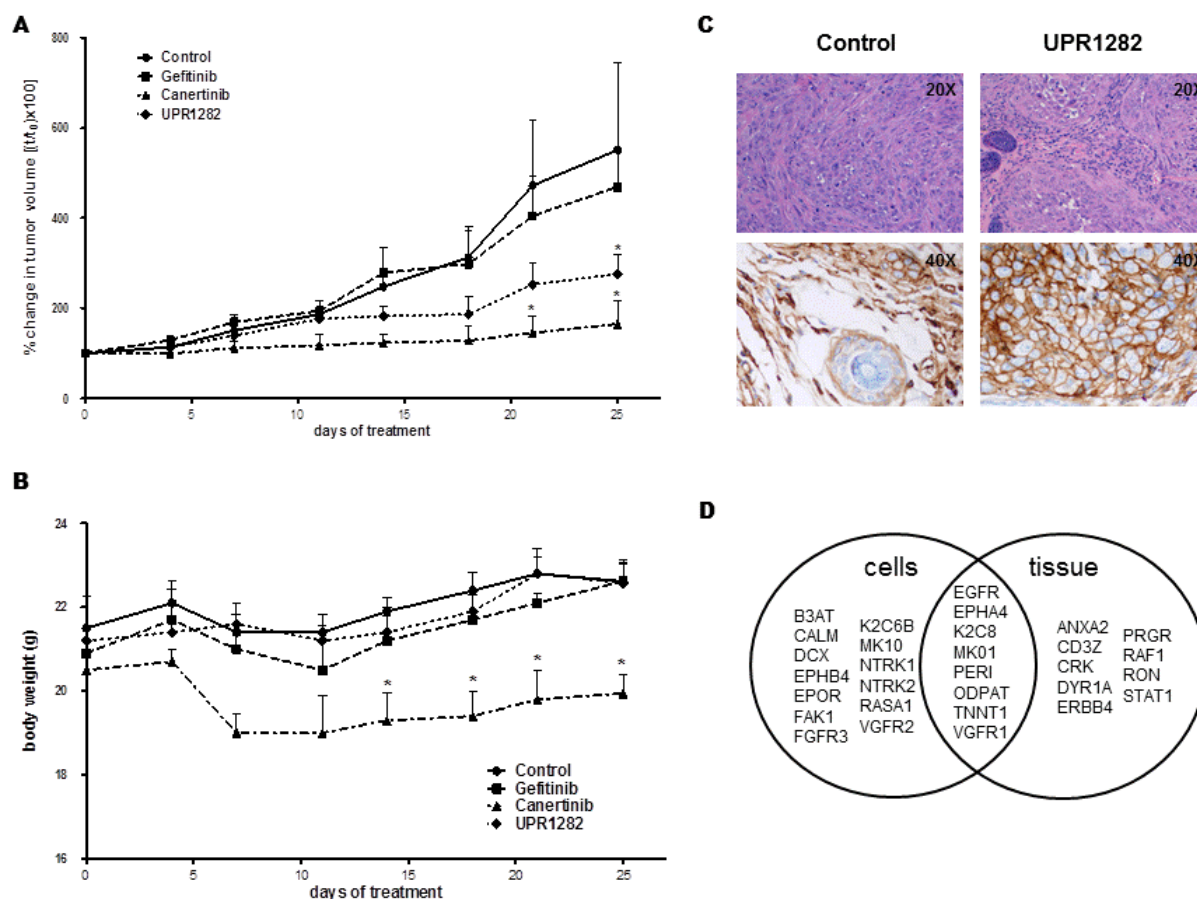 A
% change in tumor volume [(t/t₀)x100]
800
600
400
200
0
Control
Gefitinib
Canertinib
UPR1282
*
*
*
0 5 10 15 20 25
days of treatment
B
body weight (g)
24
22
20
18
16
* * * *
Control
Gefitinib
Canertinib
UPR1282
0 5 10 15 20 25
days of treatment
C
Control UPR1282
20X 20X
40X 40X
D
cells tissue
B3AT
CALM
DCX
EPHB4
EPOR
FAK1
FGFR3
K2C6B
MK10
NTRK1
NTRK2
RASA1
VGFR2
EGFR
EPHA4
K2C8
MK01
PERI
ODPAT
TNNT1
VGFR1
ANXA2
CD3Z
CRK
DYR1A
ERBB4
PRGR
RAF1
RON
STAT1